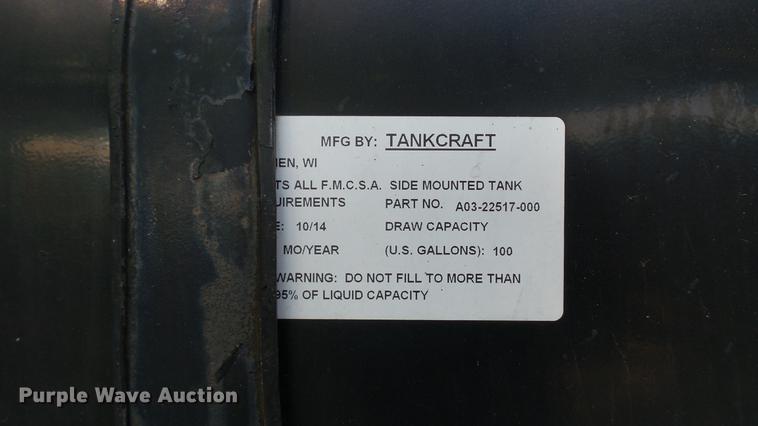 MFG BY: TANKCRAFT
IEN, WI
TS ALL F.M.C.S.A. SIDE MOUNTED TANK
UIREMENTS PART NO. A03-22517-000
E: 10/14 DRAW CAPACITY
MO/YEAR (U.S. GALLONS): 100
WARNING: DO NOT FILL TO MORE THAN
95% OF LIQUID CAPACITY
Purple Wave Auction